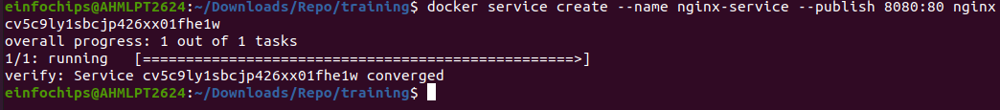 einfochips@AHMLPT2624:~/Downloads/Repo/training$ docker service create --name nginx-service --publish 8080:80 nginx
cv5c9ly1sbcjp426xx01fhe1w
overall progress: 1 out of 1 tasks
1/1: running   [==================================================>]
verify: Service cv5c9ly1sbcjp426xx01fhe1w converged
einfochips@AHMLPT2624:~/Downloads/Repo/training$